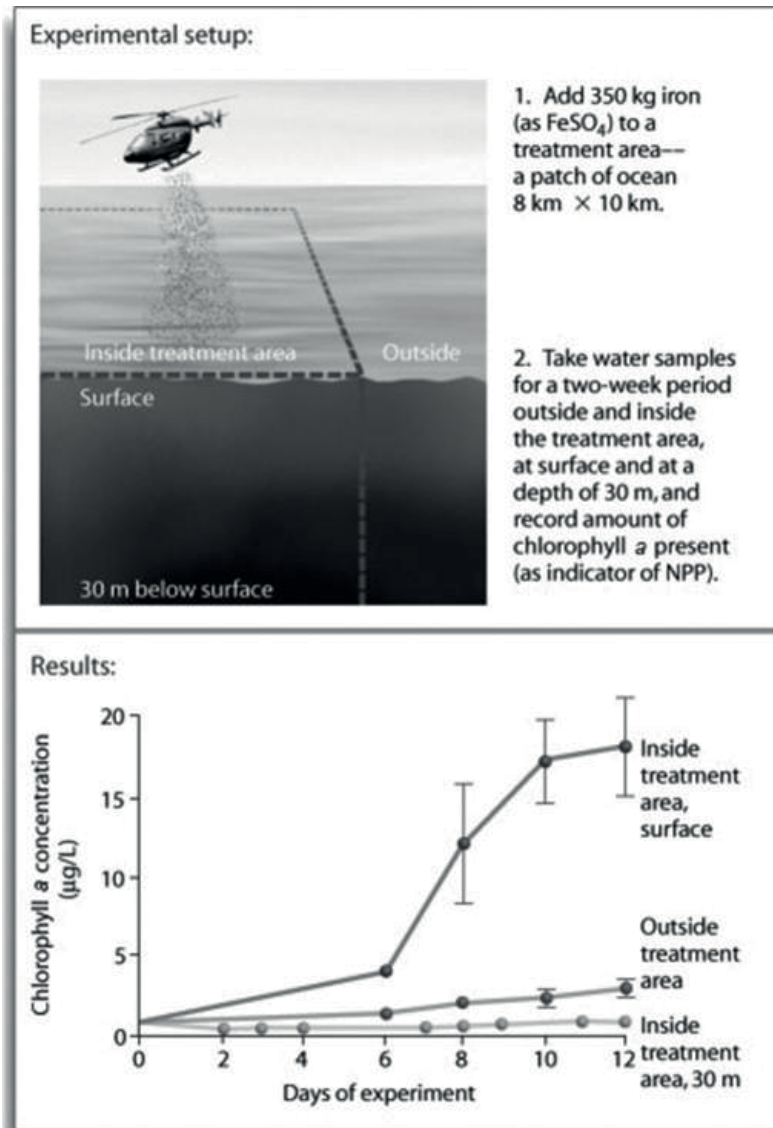 Experimental setup:
1. Add 350 kg iron
(as FeSO₄) to a
treatment area--
a patch of ocean
8 km × 10 km.
Inside treatment area
Outside
Surface
30 m below surface
2. Take water samples
for a two-week period
outside and inside
the treatment area,
at surface and at a
depth of 30 m, and
record amount of
chlorophyll a present
(as indicator of NPP).
Results:
Chlorophyll a concentration
(µg/L)
20
15
10
5
0
0 2 4 6 8 10 12
Days of experiment
Inside
treatment
area,
surface
Outside
treatment
area
Inside
treatment
area, 30 m